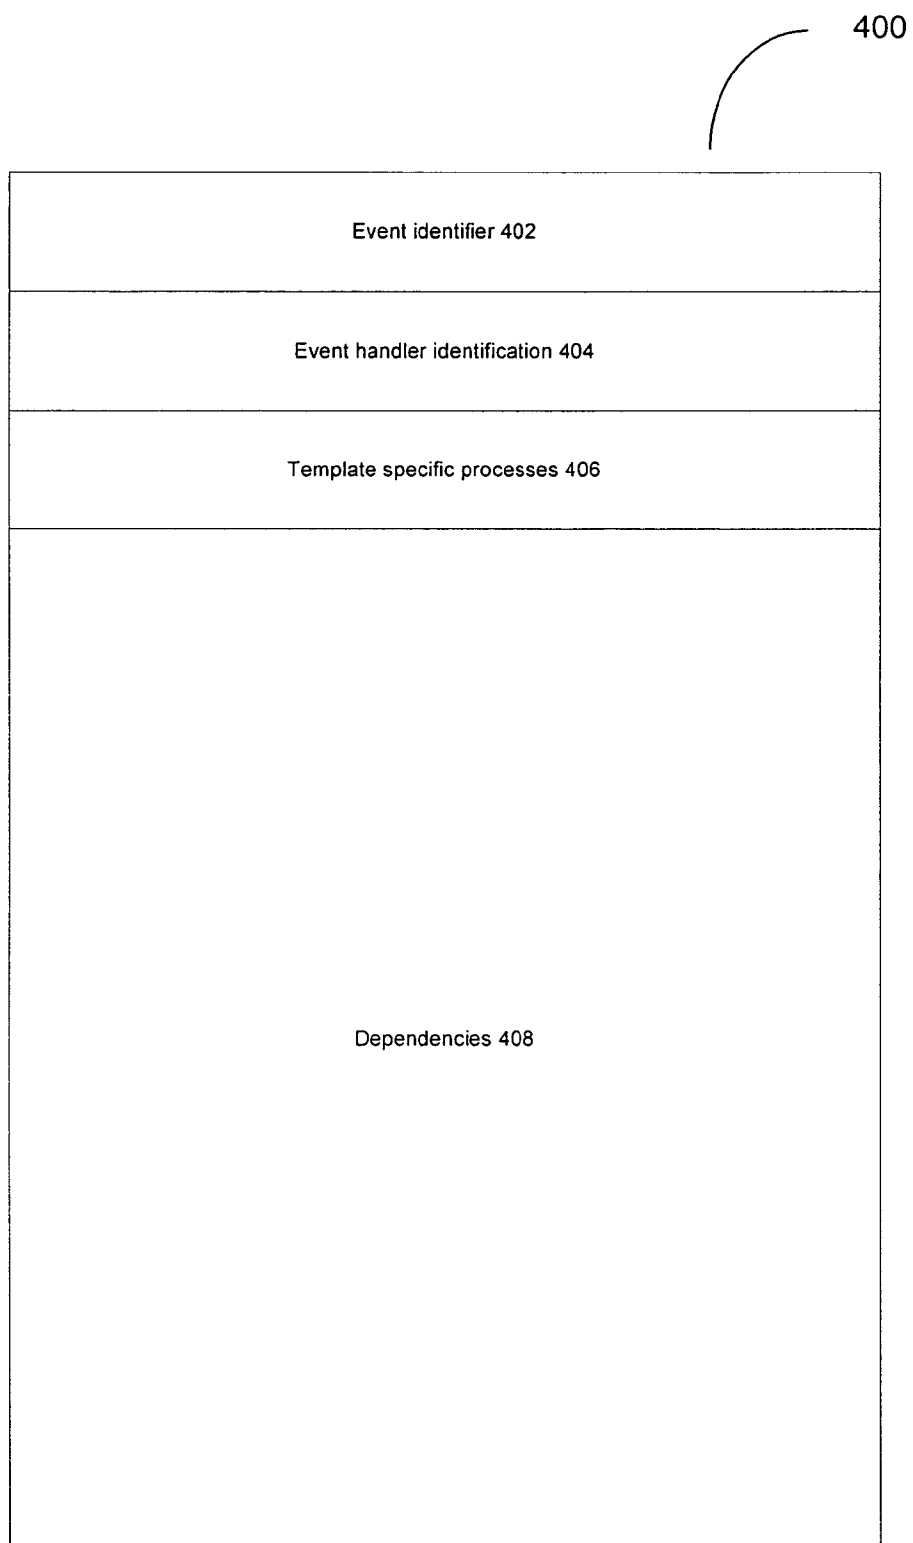 400
Event identifier 402
Event handler identification 404
Template specific processes 406
Dependencies 408